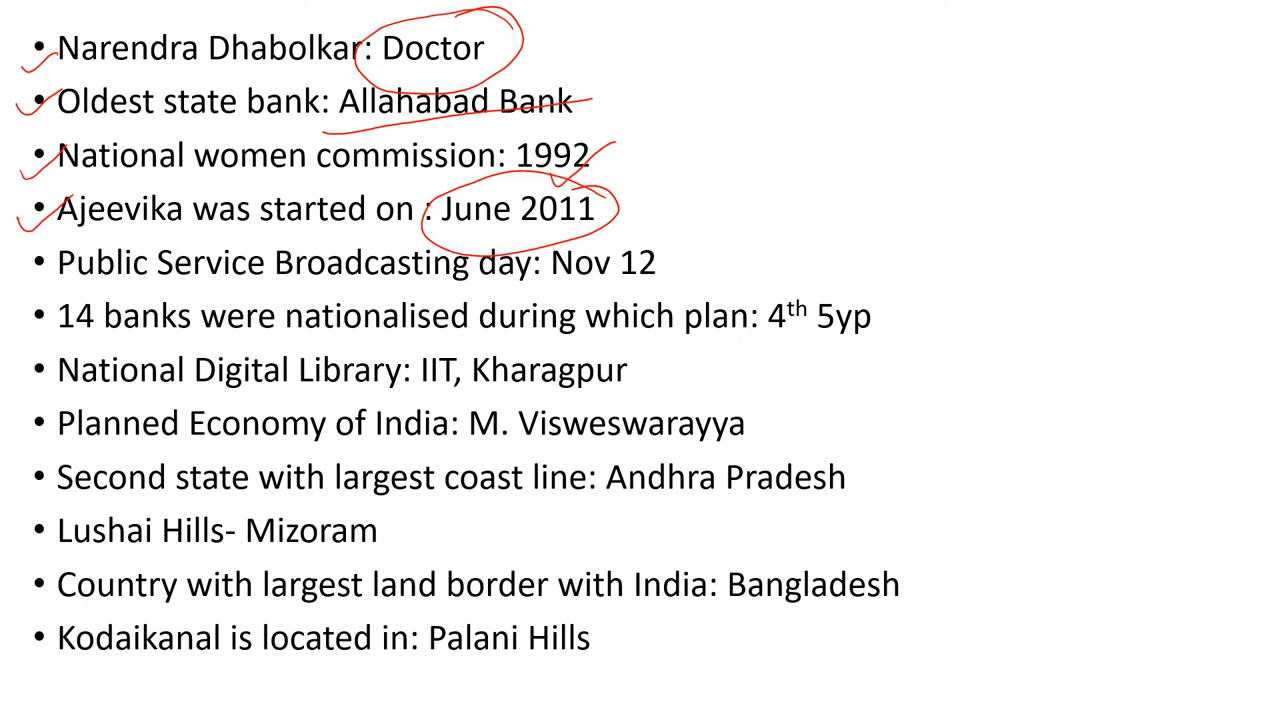 • Narendra Dhabolkar: Doctor
• Oldest state bank: Allahabad Bank
• National women commission: 1992
• Ajeevika was started on : June 2011
• Public Service Broadcasting day: Nov 12
• 14 banks were nationalised during which plan: 4th 5yp
• National Digital Library: IIT, Kharagpur
• Planned Economy of India: M. Visweswarayya
• Second state with largest coast line: Andhra Pradesh
• Lushai Hills- Mizoram
• Country with largest land border with India: Bangladesh
• Kodaikanal is located in: Palani Hills